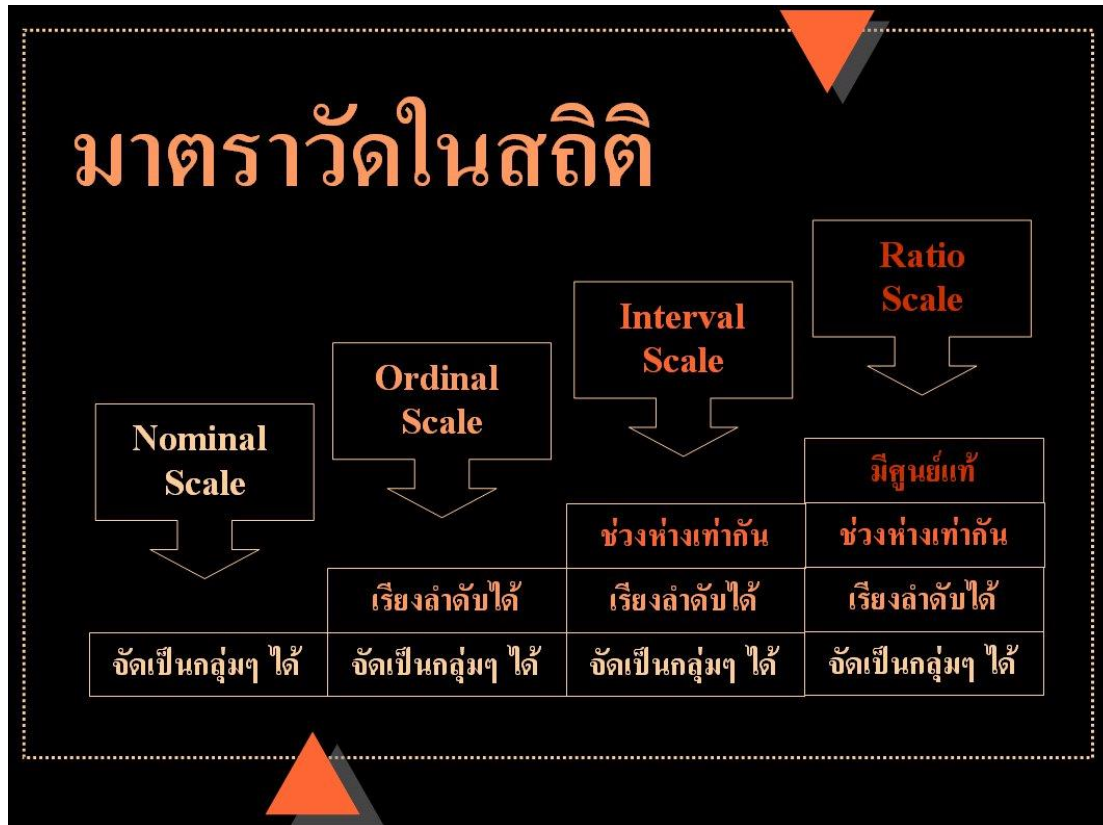 มาตราวัดในสถิติ
Ratio
Scale
Interval
Scale
Ordinal
Scale
Nominal
Scale
มีศูนย์แท้
ช่วงห่างเท่ากัน ช่วงห่างเท่ากัน
เรียงลำดับได้ เรียงลำดับได้ เรียงลำดับได้
จัดเป็นกลุ่มๆ ได้ จัดเป็นกลุ่มๆ ได้ จัดเป็นกลุ่มๆ ได้ จัดเป็นกลุ่มๆ ได้